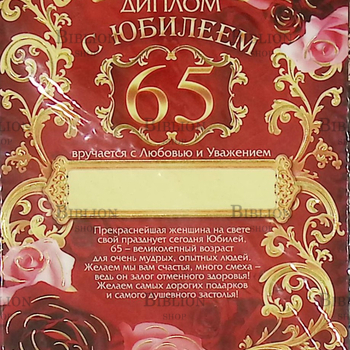 ДИПЛОМ
С ЮБИЛЕЕМ
65
вручается с Любовью и Уважением
Прекраснейшая женщина на свете
свой празднует сегодня Юбилей.
65 – великолепный возраст
для очень мудрых, опытных людей.
Желаем мы вам счастья, много смеха –
ведь он залог отменного здоровья!
Желаем самых дорогих подарков
и самого душевного застолья!
BIBLION
SHOP